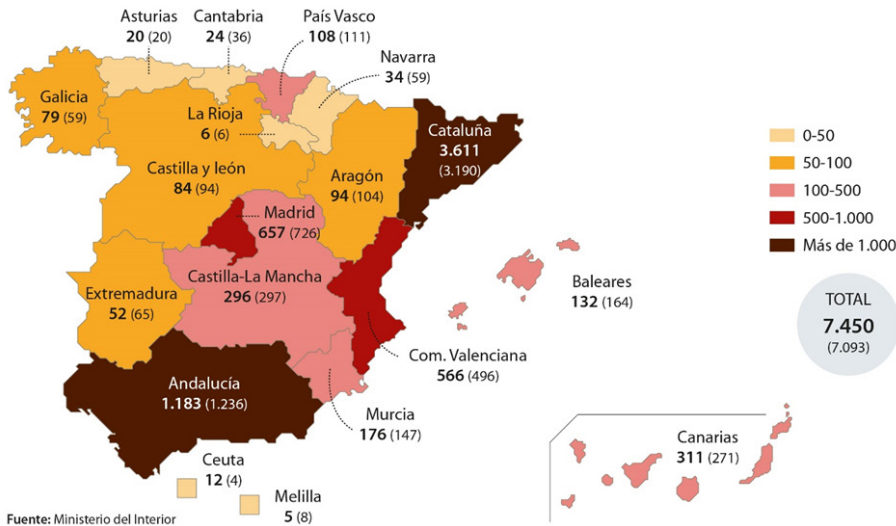 Asturias
20 (20)
Cantabria
24 (36)
País Vasco
108 (111)
Navarra
34 (59)
Galicia
79 (59)
La Rioja
6 (6)
Cataluña
3.611
(3.190)
Castilla y león
84 (94)
Aragón
94 (104)
Madrid
657 (726)
Castilla-La Mancha
296 (297)
Extremadura
52 (65)
Baleares
132 (164)
Com. Valenciana
566 (496)
Andalucía
1.183 (1.236)
Murcia
176 (147)
Canarias
311 (271)
Ceuta
12 (4)
Melilla
5 (8)
0-50
50-100
100-500
500-1.000
Más de 1.000
TOTAL
7.450
(7.093)
Fuente: Ministerio del Interior